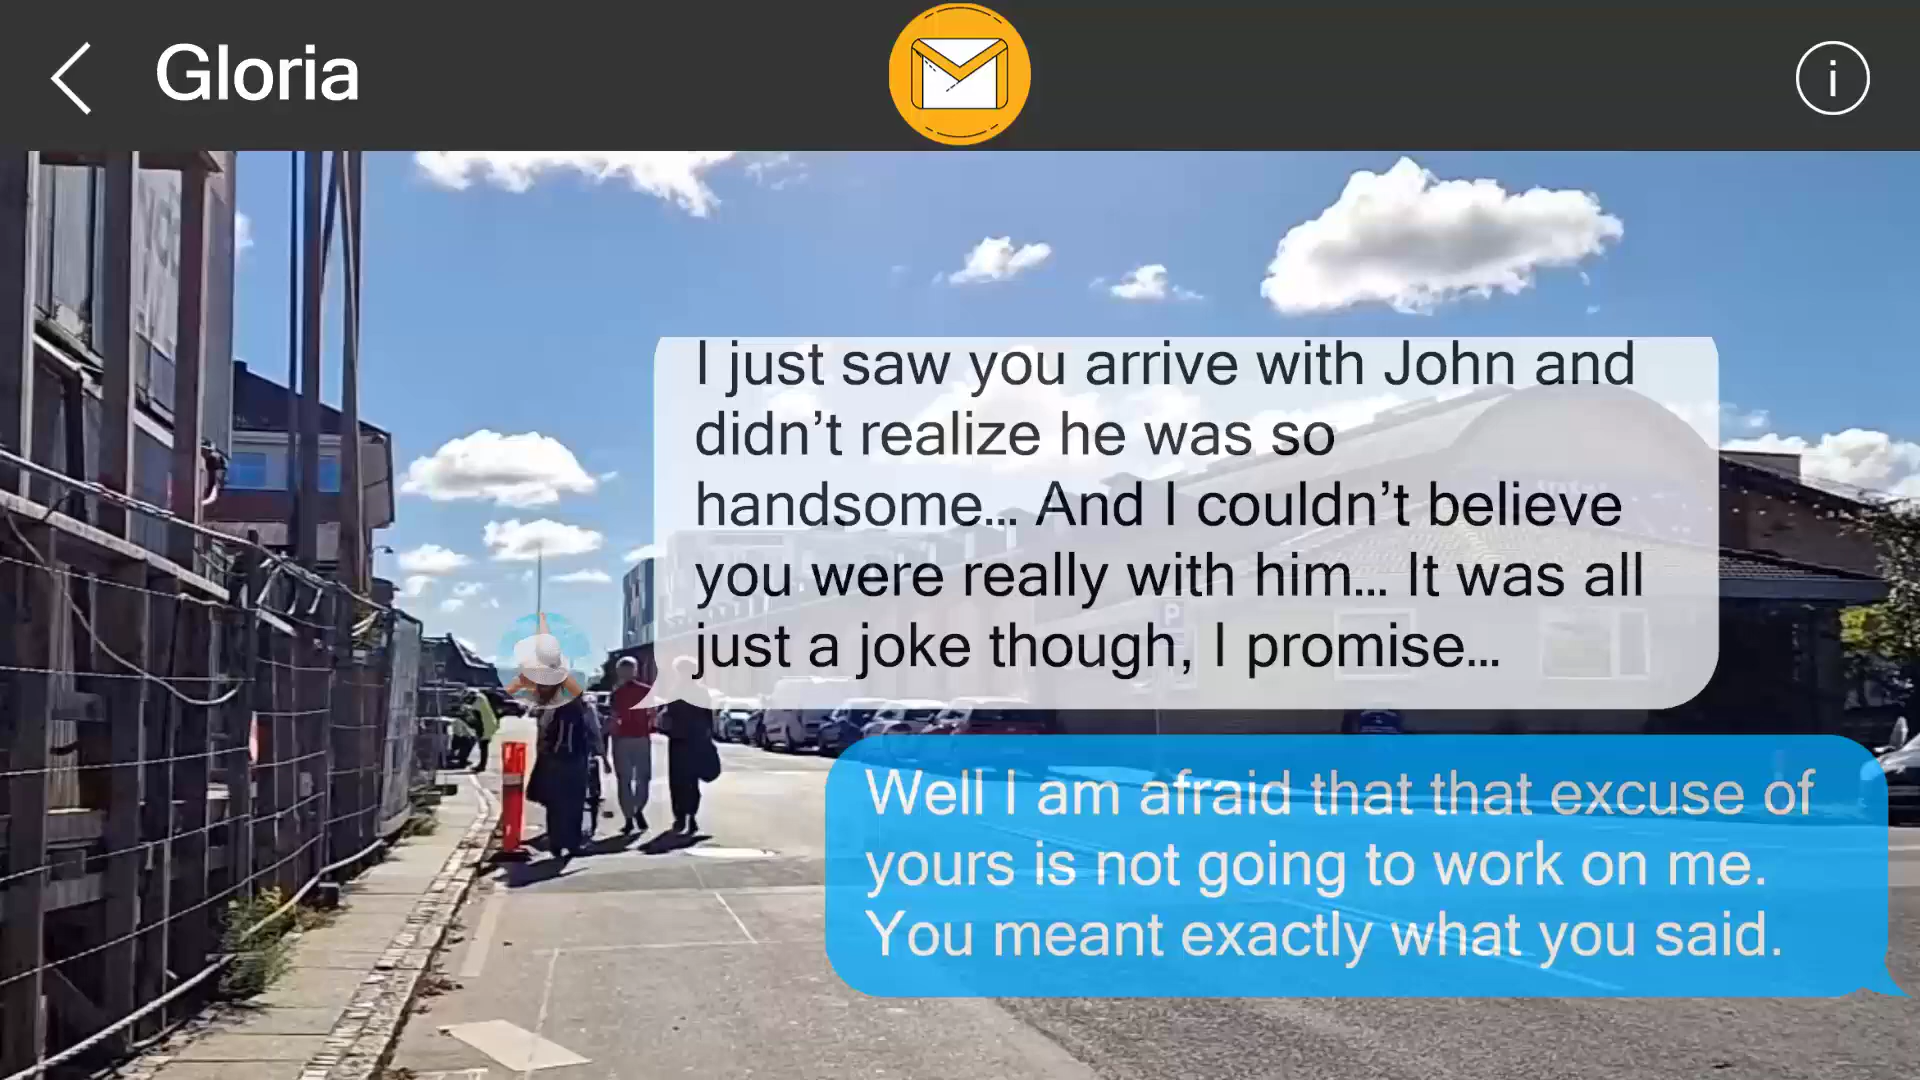 Gloria
i
I just saw you arrive with John and
didn’t realize he was so
handsome... And I couldn’t believe
you were really with him... It was all
just a joke though, I promise...
P
Well I am afraid that that excuse of
yours is not going to work on me.
You meant exactly what you said.